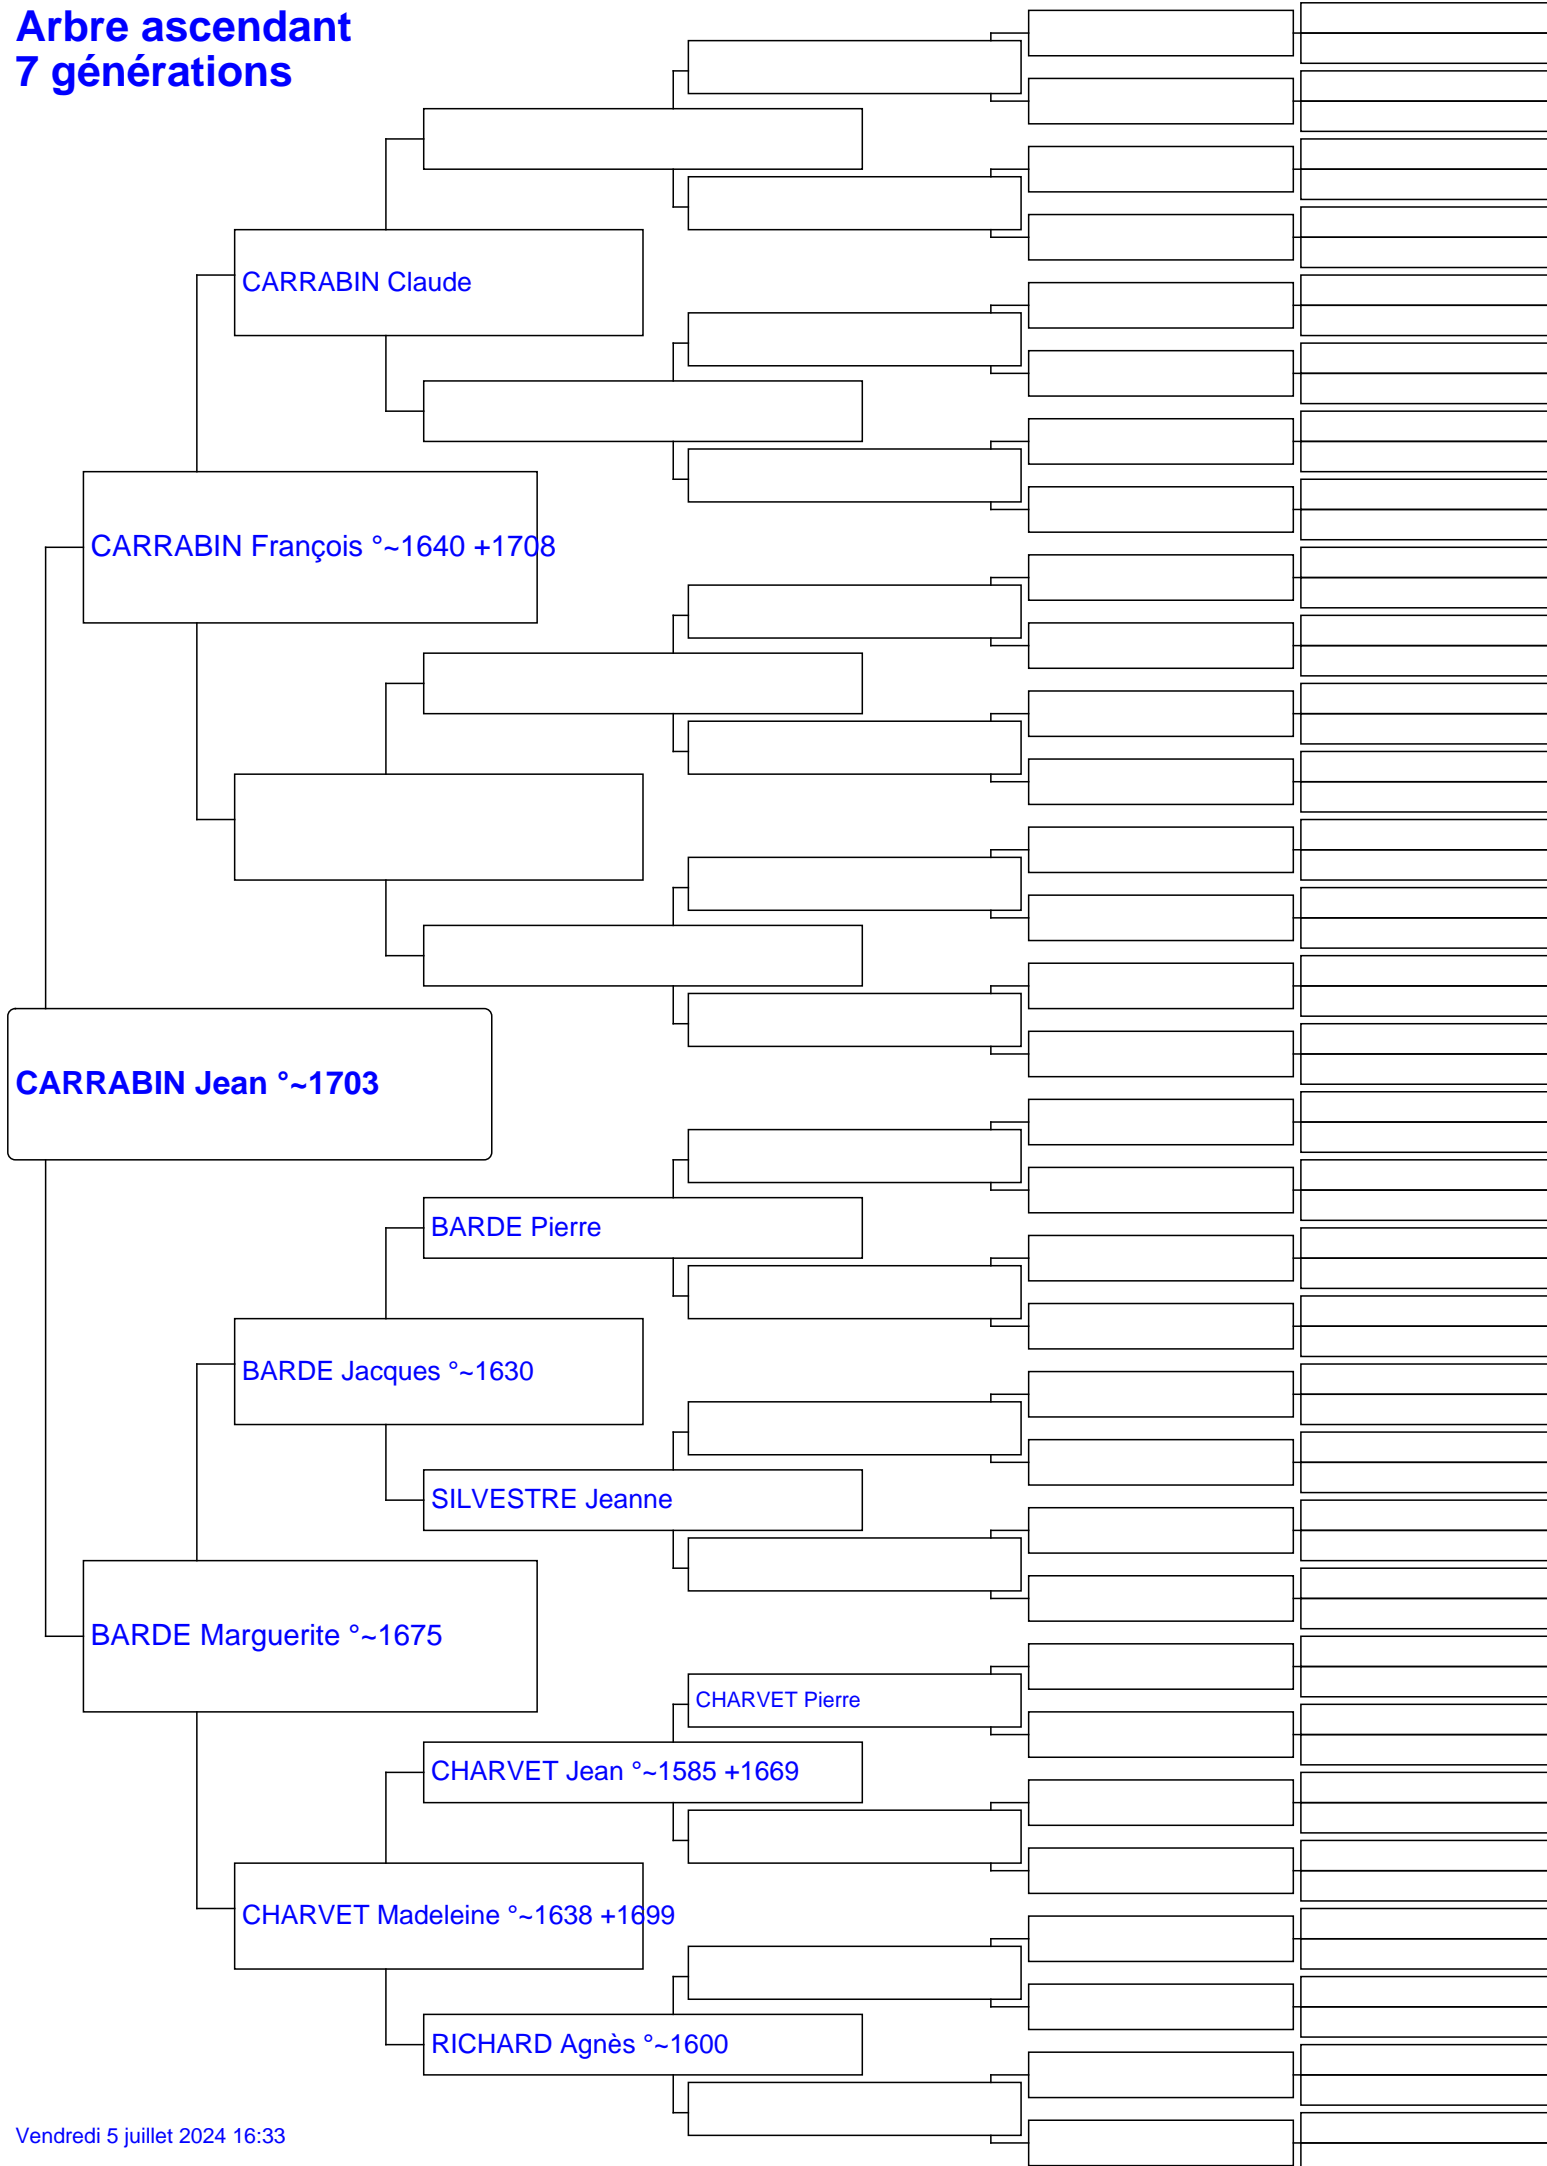 Arbre ascendant
7 générations
CARRABIN Claude
CARRABIN François °~1640 +1708
CARRABIN Jean °~1703
BARDE Pierre
BARDE Jacques °~1630
SILVESTRE Jeanne
BARDE Marguerite °~1675
CHARVET Pierre
CHARVET Jean °~1585 +1669
CHARVET Madeleine °~1638 +1699
RICHARD Agnès °~1600
Vendredi 5 juillet 2024 16:33